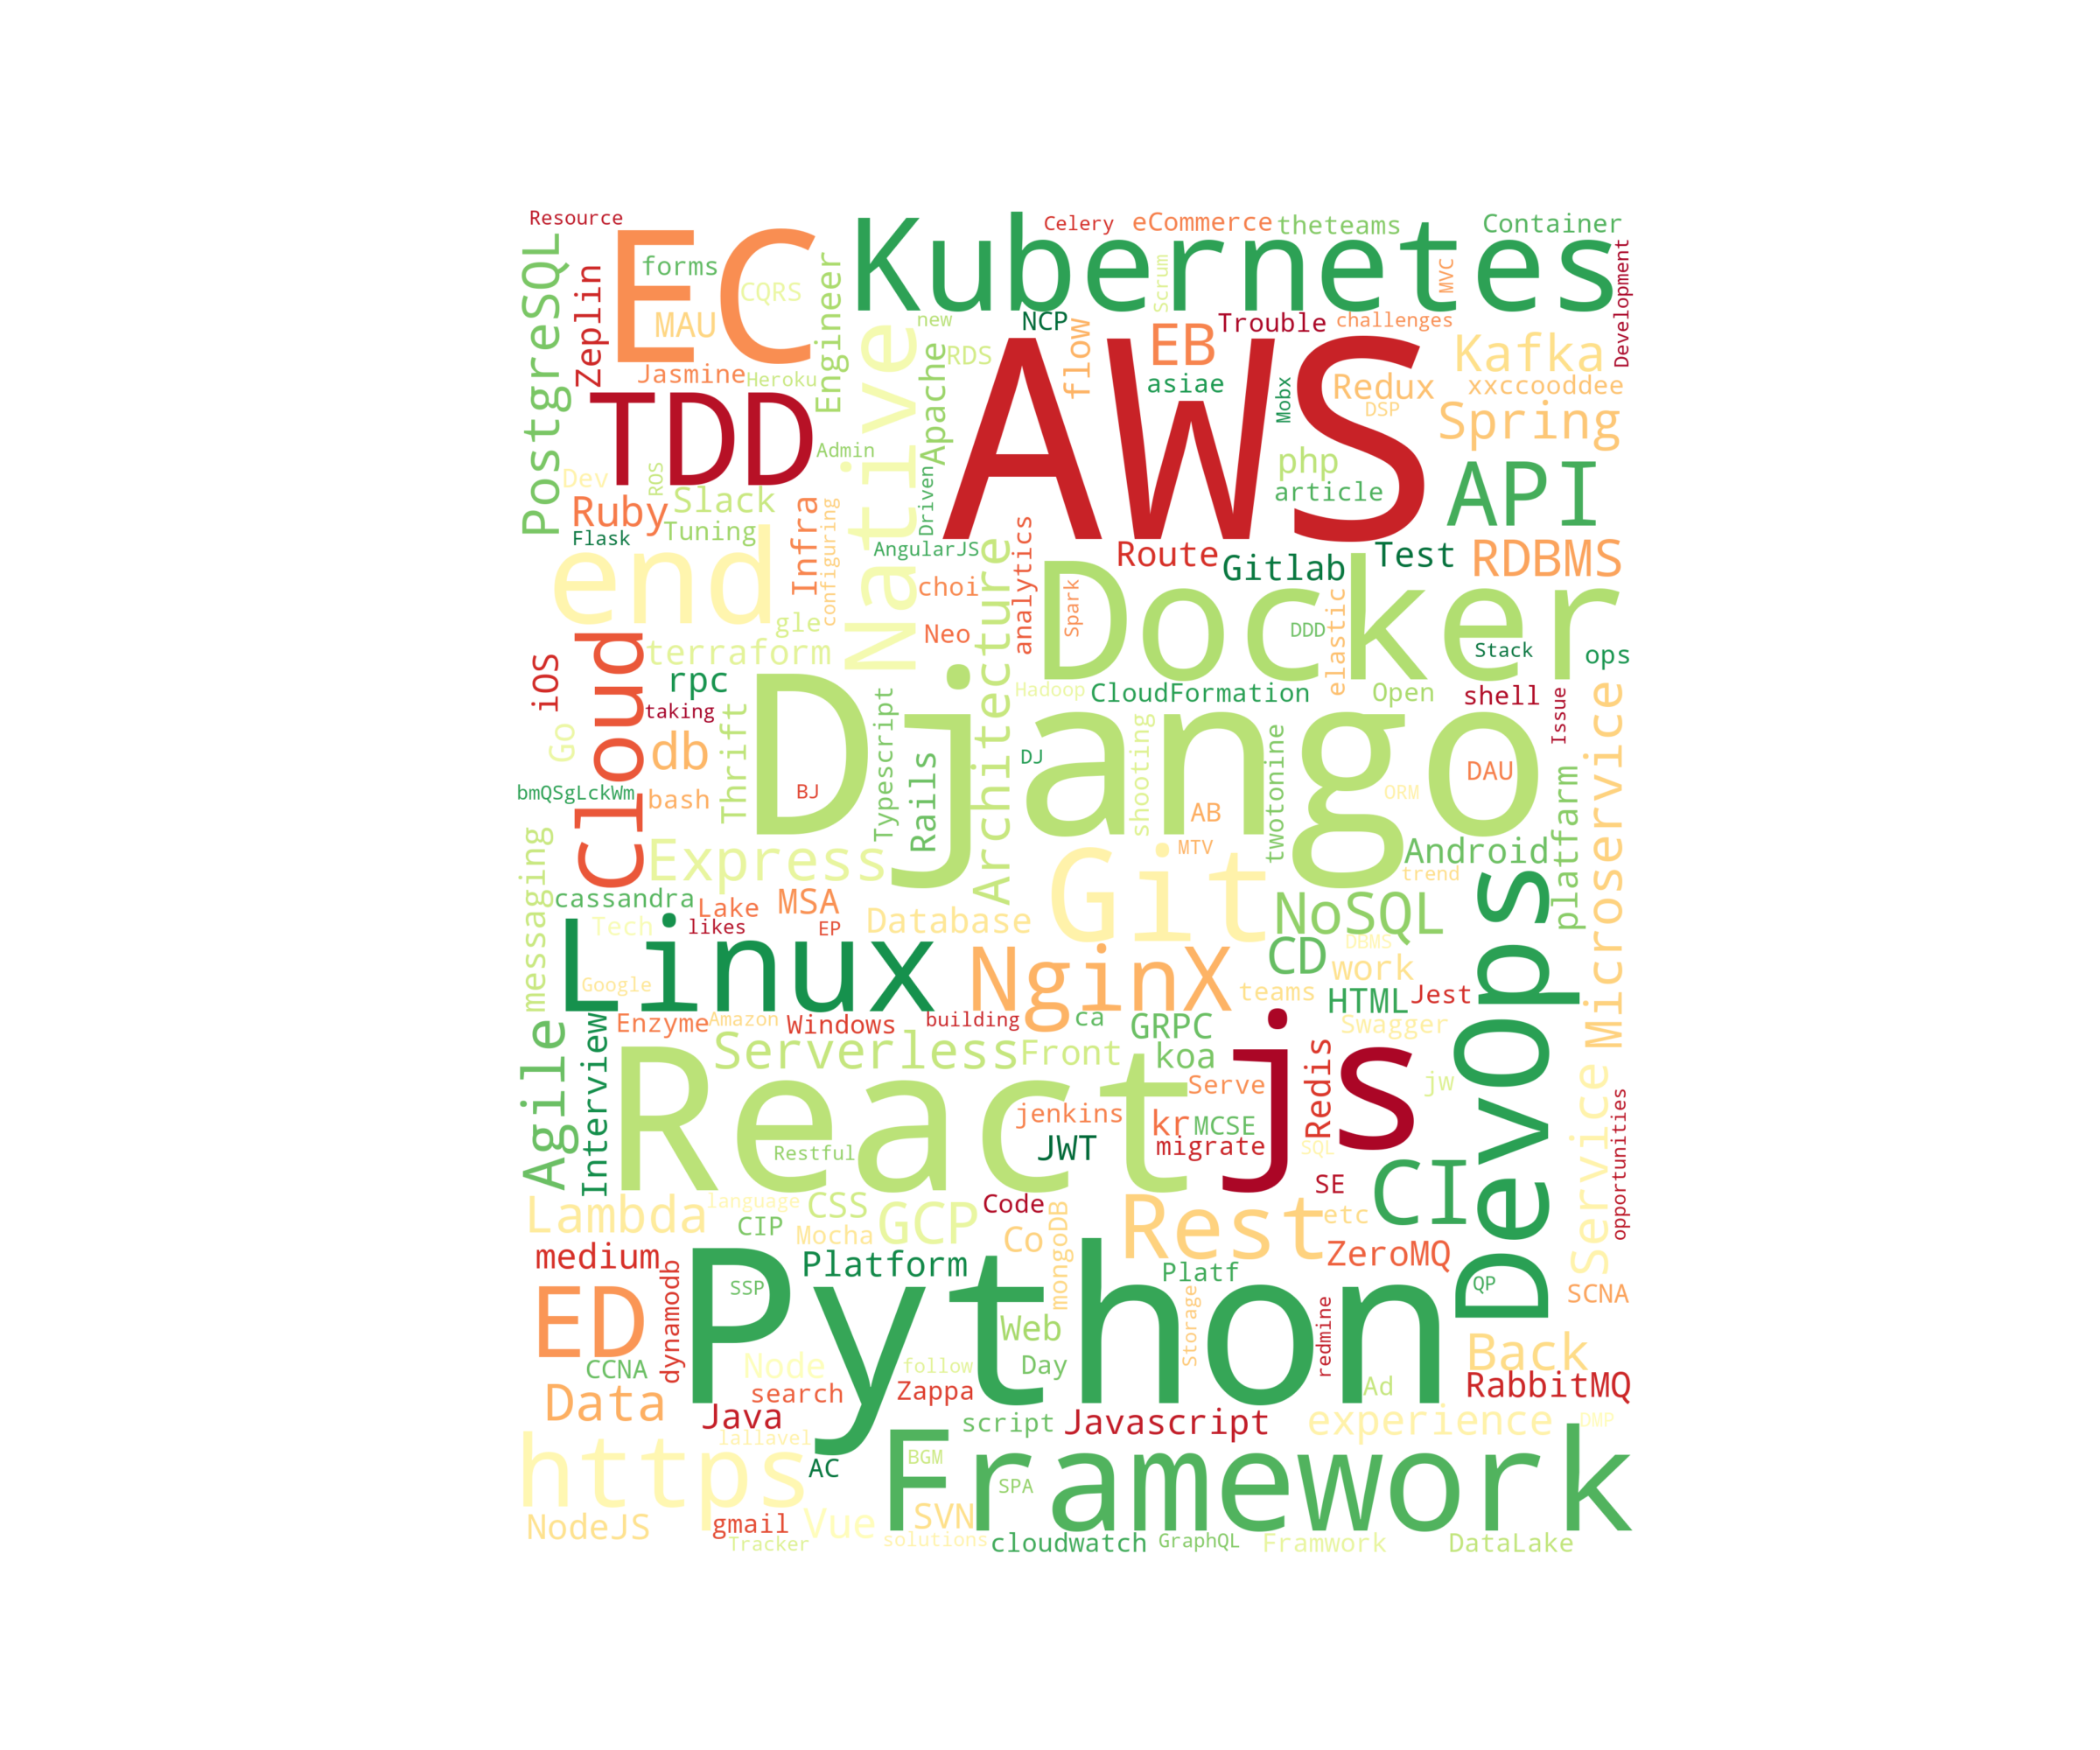 Resource
Celery
eCommerce
theteams
Container
Kubernetes
EC
forms
CQRS
MAU
PostgreSQL
Zeplin
Engineer
Scrum
MVC
Development
new
NCP
flow
EB
Trouble
challenges
Kafka
Native
Apache
RDS
AWS
Jasmine
Heroku
asiae
Mobx
Redux
DSP
xxccooddee
Spring
TDD
Admin
php
article
API
Dev
ROS
Slack
Ruby
Tuning
Flask
Infra
configuring
Driven
AngularJS
analytics
Route
Gitlab
Test
RDBMS
end
choi
Architecture
Docker
Spark
elastic
DDD
Stack
ops
gle
Neo
terraform
Cloud
iOS
rpc
Hadoop
CloudFormation
Open
shell
Issue
Microservice
taking
Go
db
Thrift
Typescript
Rails
Django
DJ
shooting
twotonine
DAU
platfarm
bmQSgLckWm
bash
BJ
AB
ORM
messaging
Express
MTV
Git
Android
trend
cassandra
Lake
MSA
Database
NoSQL
Devops
Tech
likes
EP
DBMS
Linux
NginX
CD
work
Google
teams
HTML
Jest
Agile
Interview
Enzyme
Amazon
Windows
building
ca
GRPC
js
Swagger
Serverless
Front
koa
Redis
Service
React
Serve
jw
opportunities
jenkins
kr
MCSE
Restful
JWT
migrate
SQL
SE
CI
Lambda
language
CSS
CIP
Mocha
GCP
Code
Co
mongoDB
Rest
etc
medium
Platform
ZeroMQ
dynamodb
Python
Platf
SSP
QP
SCNA
ED
Web
Storage
redmine
Back
CCNA
Node
follow
Day
Data
search
Zappa
Ad
RabbitMQ
Java
script
Javascript
experience
DMP
lallavel
https
AC
BGM
SPA
Framework
NodeJS
gmail
Vue
SVN
Tracker
solutions
cloudwatch
GraphQL
Framwork
DataLake